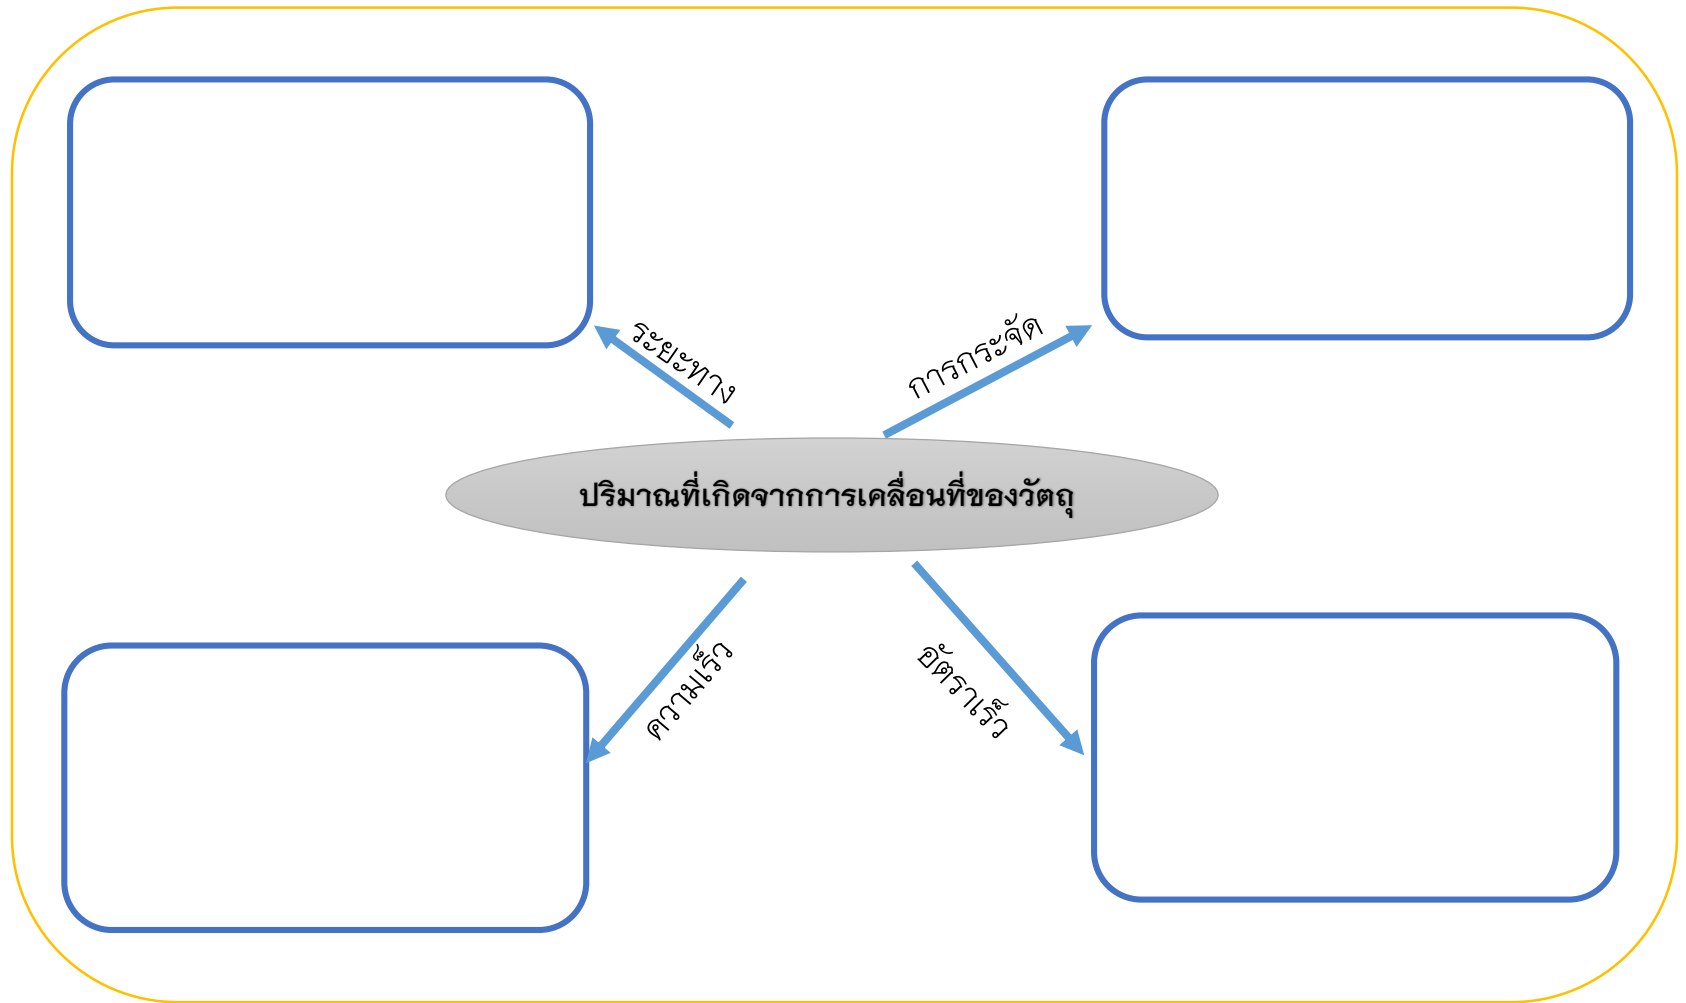 ระยะทาง
การกระจัด
ปริมาณที่เกิดจากการเคลื่อนที่ของวัตถุ
ความเร็ว
อัตราเร็ว